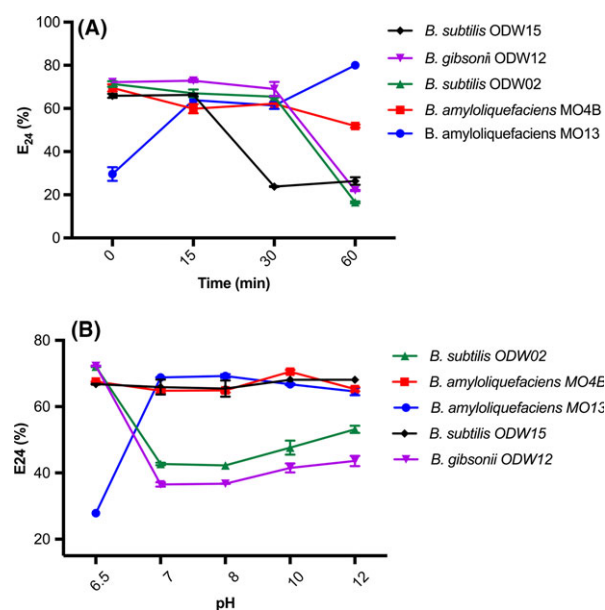 (A)
E24 (%)
100
80
60
40
20
0
0 15 30 60
Time (min)
B. subtilis ODW15
B. gibsonii ODW12
B. subtilis ODW02
B. amyloliquefaciens MO4B
B. amyloliquefaciens MO13
(B)
E24 (%)
80
60
40
20
6.5 7 8 10 12
pH
B. subtilis ODW02
B. amyloliquefaciens MO4B
B. amyloliquefaciens MO13
B. subtilis ODW15
B. gibsonii ODW12